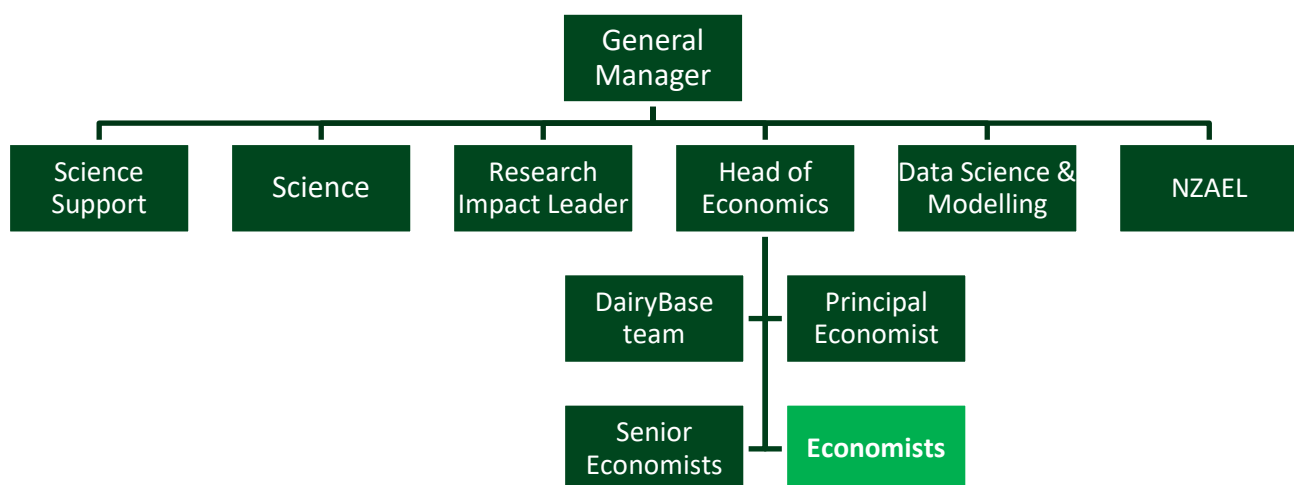 General
Manager
Science
Support
Science
Research
Impact Leader
Head of
Economics
Data Science &
Modelling
NZAEL
DairyBase
team
Principal
Economist
Senior
Economists
Economists